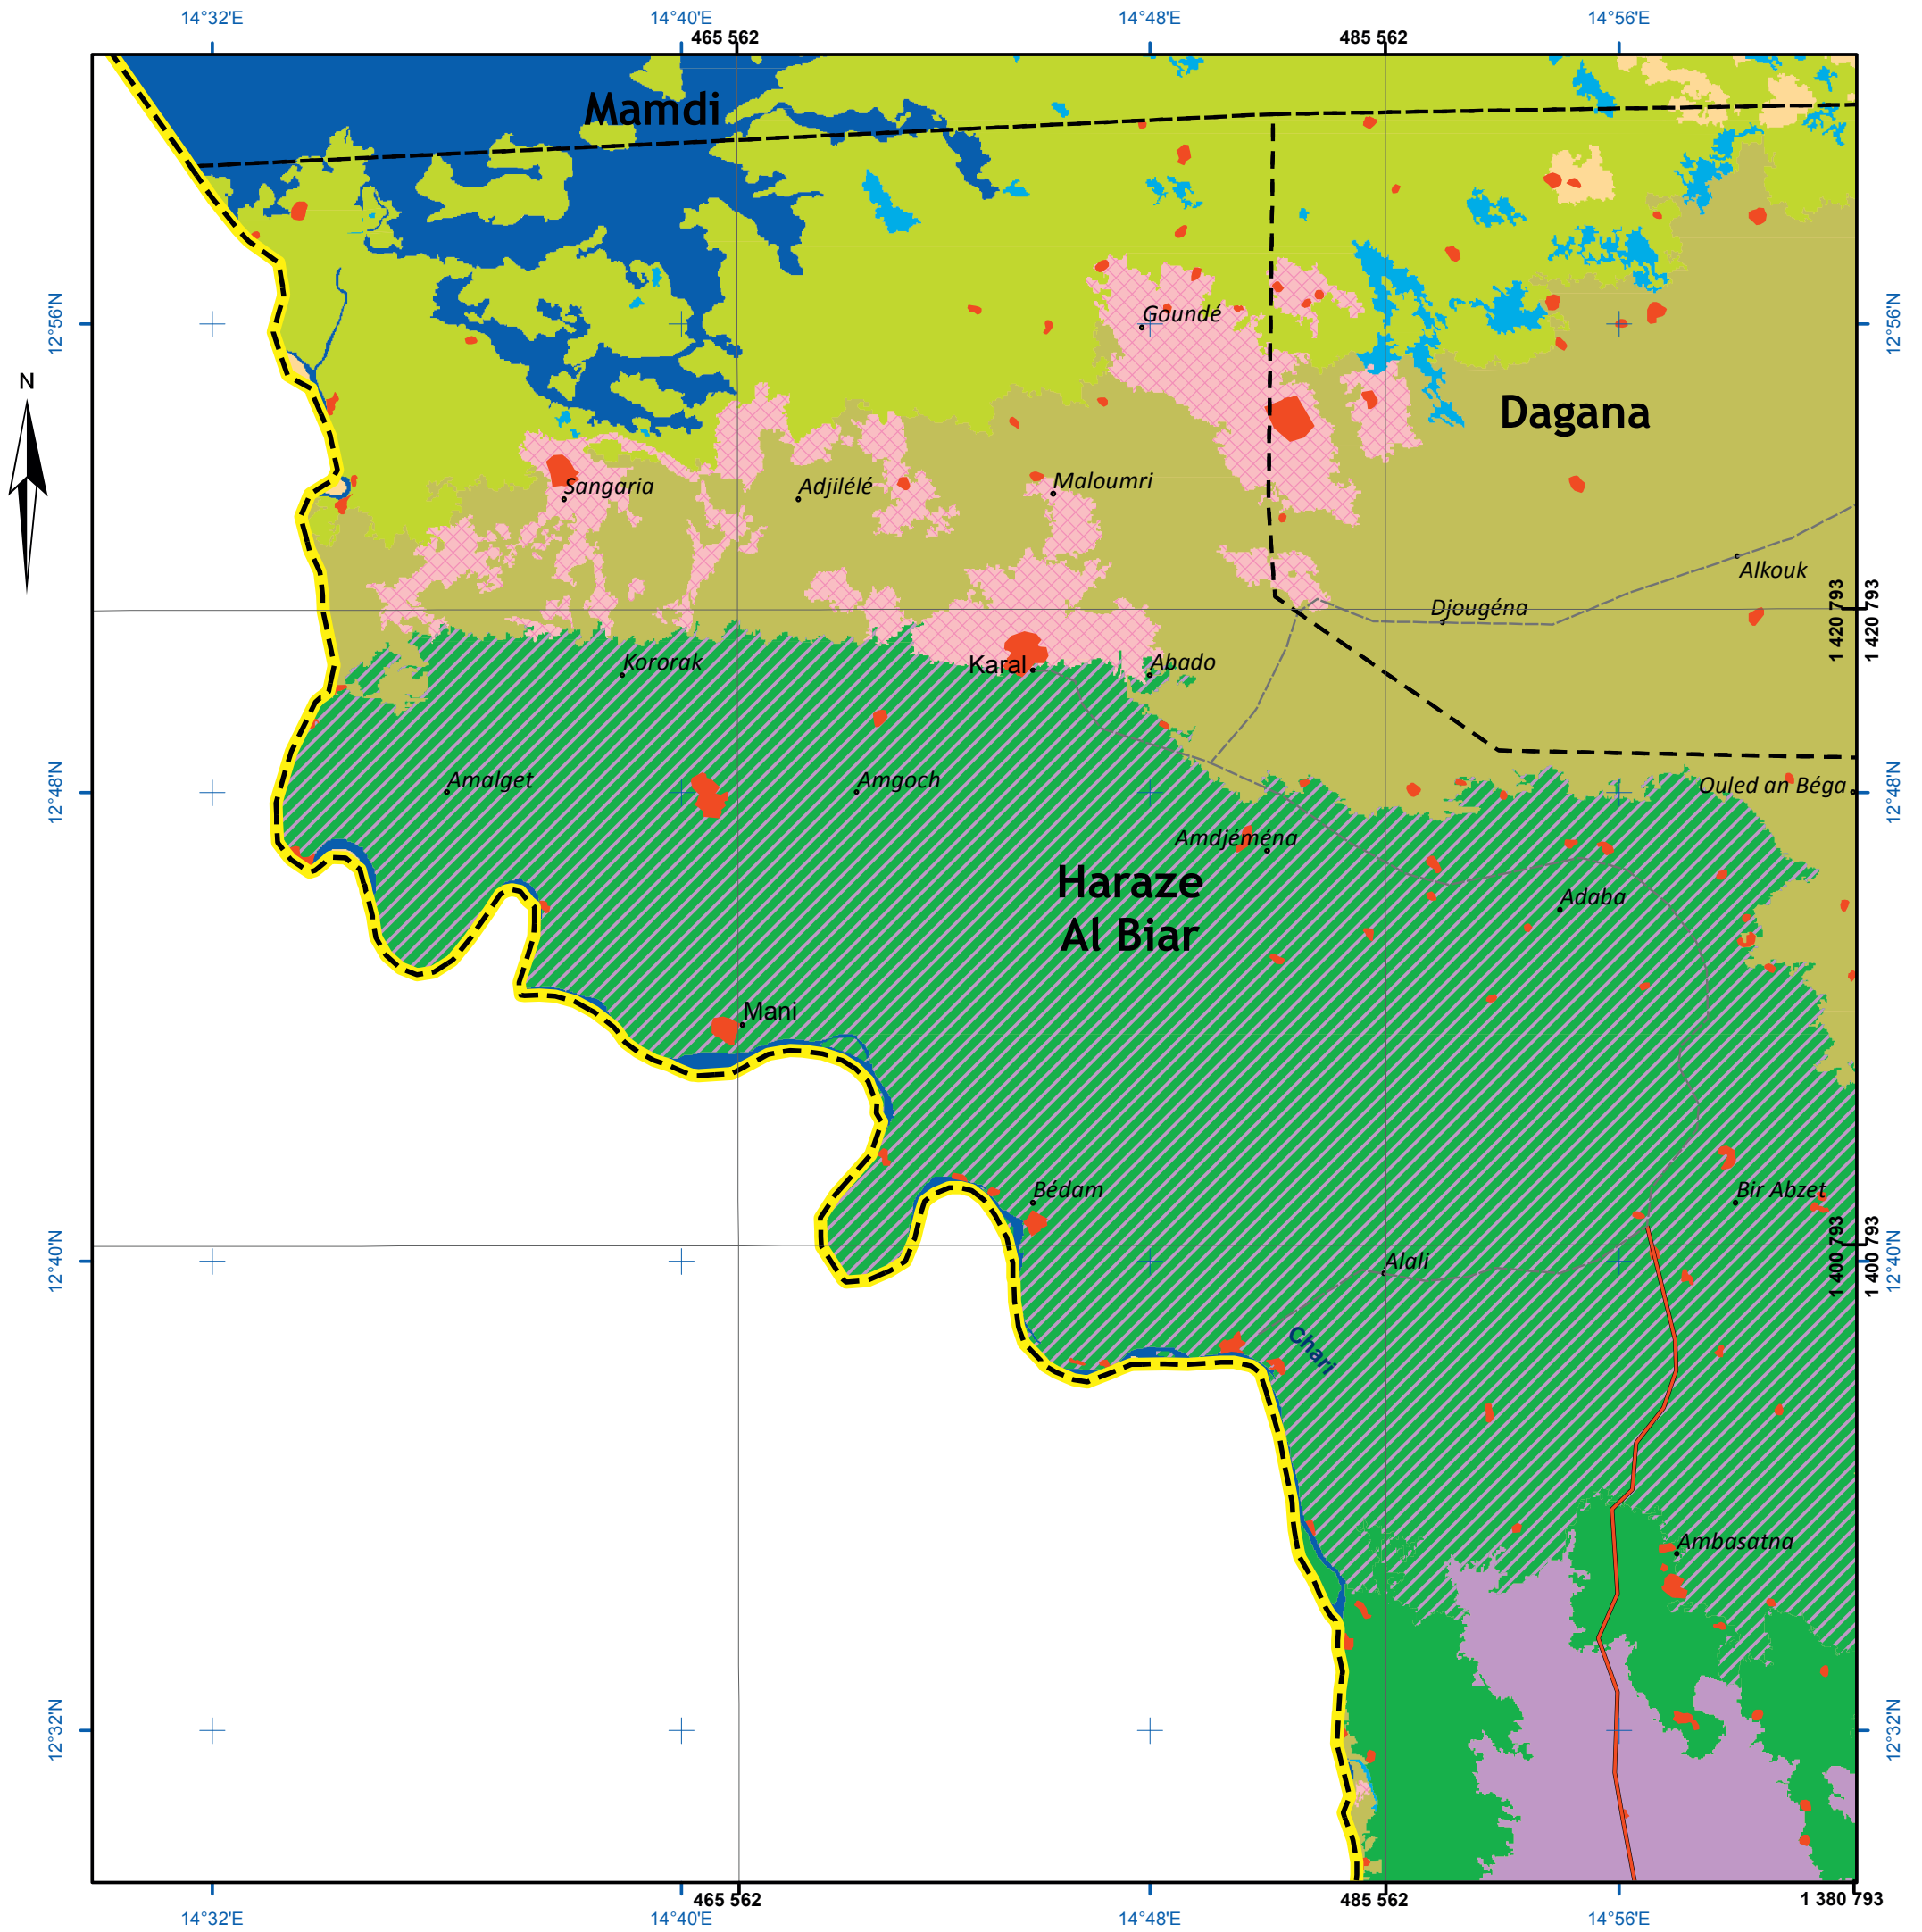 14°32'E
14°40'E
14°48'E
14°56'E
465 562
485 562
Mamdi
12°56'N
12°56'N
Goundé
N
Dagana
Sangaria
Adjilélé
Maloumri
Alkouk
Djougéna
1 420 793
1 420 793
Kororak
Karal
Abado
Amalget
Amgoch
Ouled an Béga
12°48'N
12°48'N
Amdjéména
Haraze
Al Biar
Adaba
Mani
Bédam
Bir Abzet
Alali
1 400 793
1 400 793
12°40'N
12°40'N
Chari
Ambasatna
12°32'N
12°32'N
465 562
485 562
1 380 793
14°32'E
14°40'E
14°48'E
14°56'E